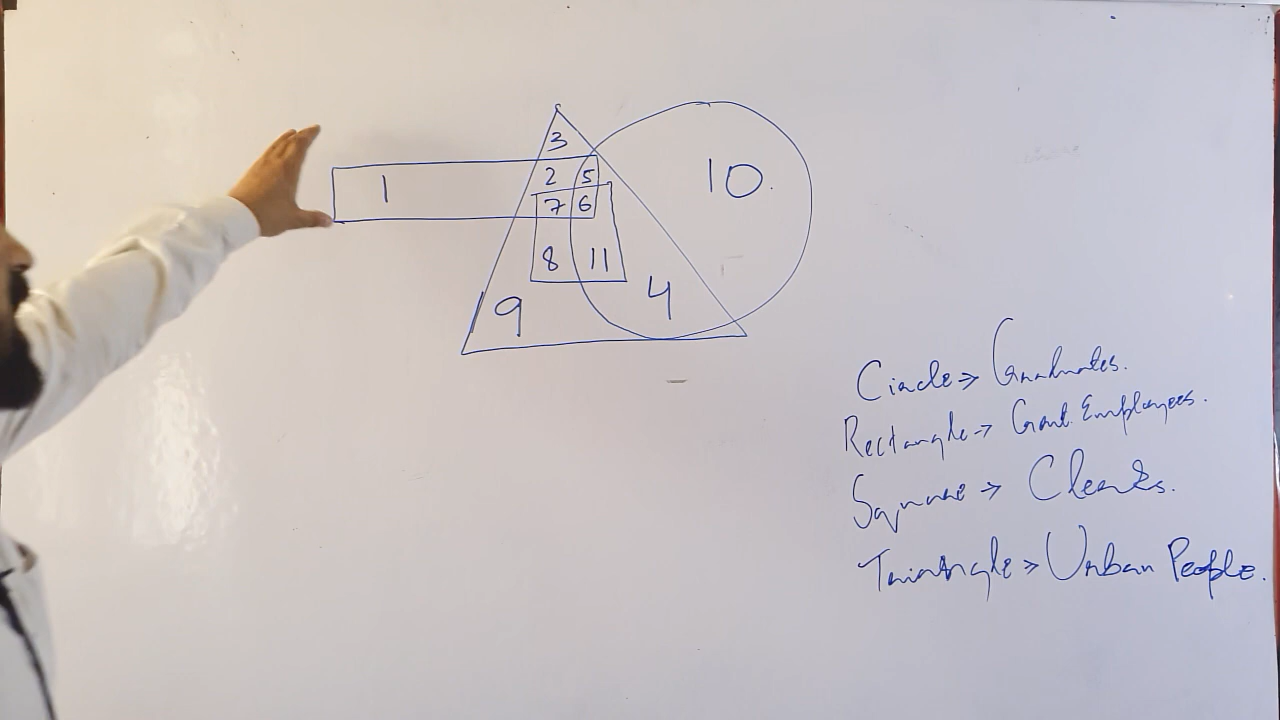 3
1
2
5
10.
7
6
8
11
4
9
Circle => Graduates.
Rectangle -> Govt. Employees.
Square -> Clerks.
Triangle > Urban People.